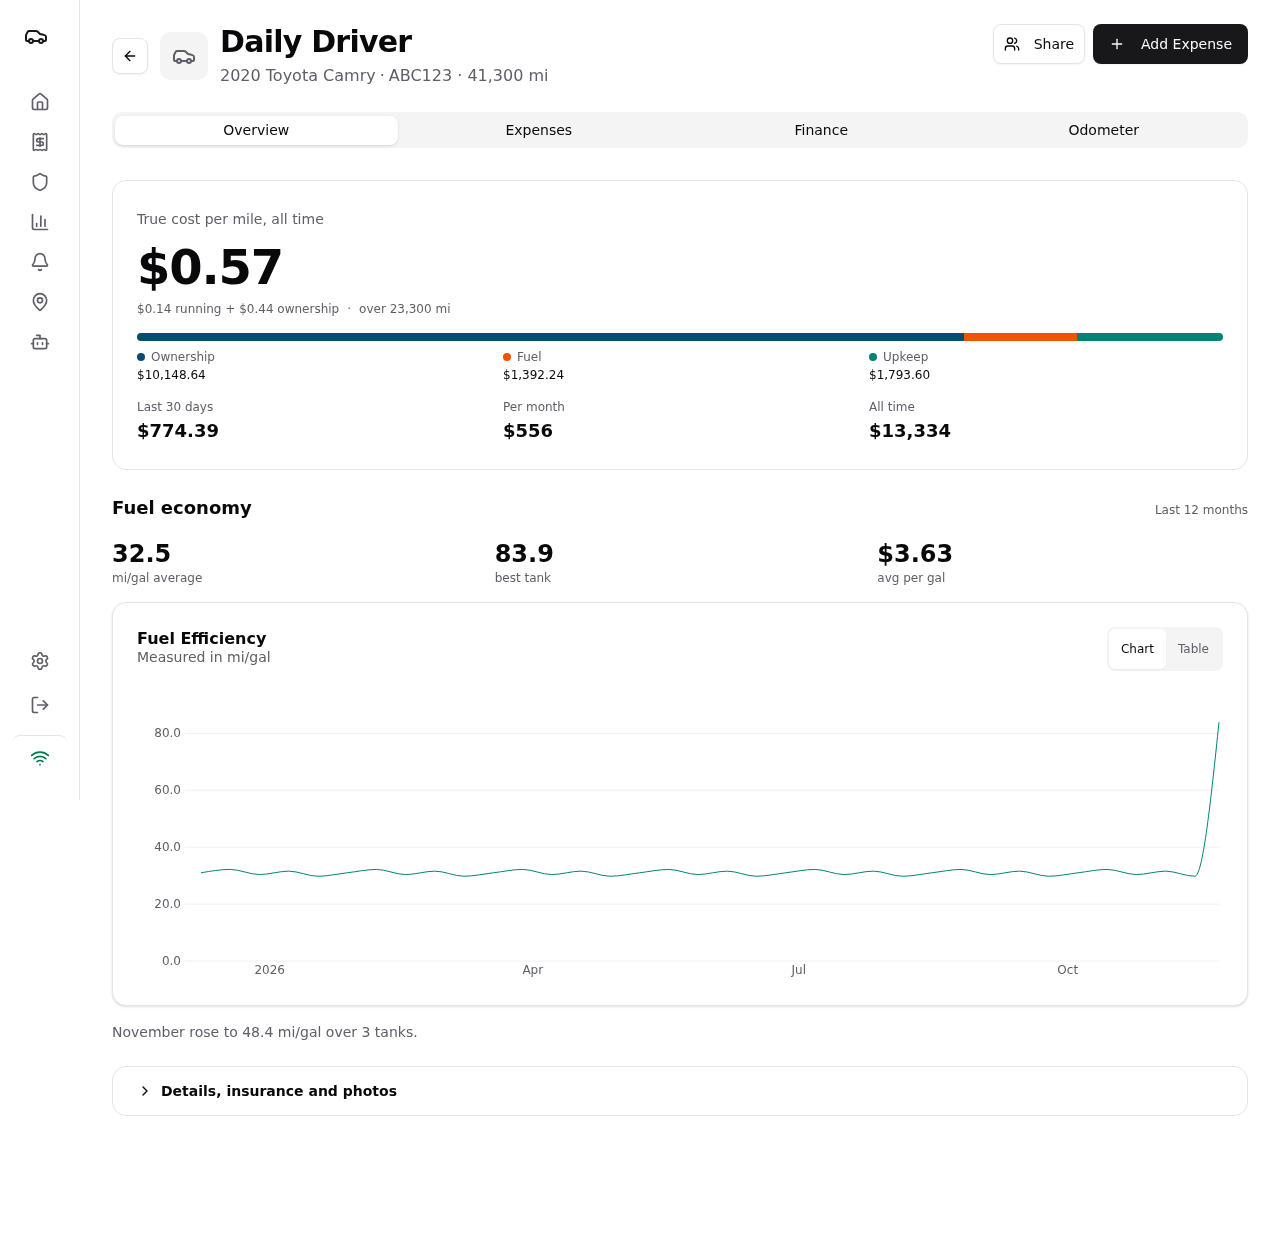 Daily Driver
2020 Toyota Camry · ABC123 · 41,300 mi
Share
Add Expense
Overview
Expenses
Finance
Odometer
True cost per mile, all time
$0.57
$0.14 running + $0.44 ownership · over 23,300 mi
Ownership
Fuel
Upkeep
$10,148.64
$1,392.24
$1,793.60
Last 30 days
Per month
All time
$774.39
$556
$13,334
Fuel economy
Last 12 months
32.5
83.9
$3.63
mi/gal average
best tank
avg per gal
Fuel Efficiency
Measured in mi/gal
Chart
Table
80.0
60.0
40.0
20.0
0.0
2026
Apr
Jul
Oct
November rose to 48.4 mi/gal over 3 tanks.
Details, insurance and photos